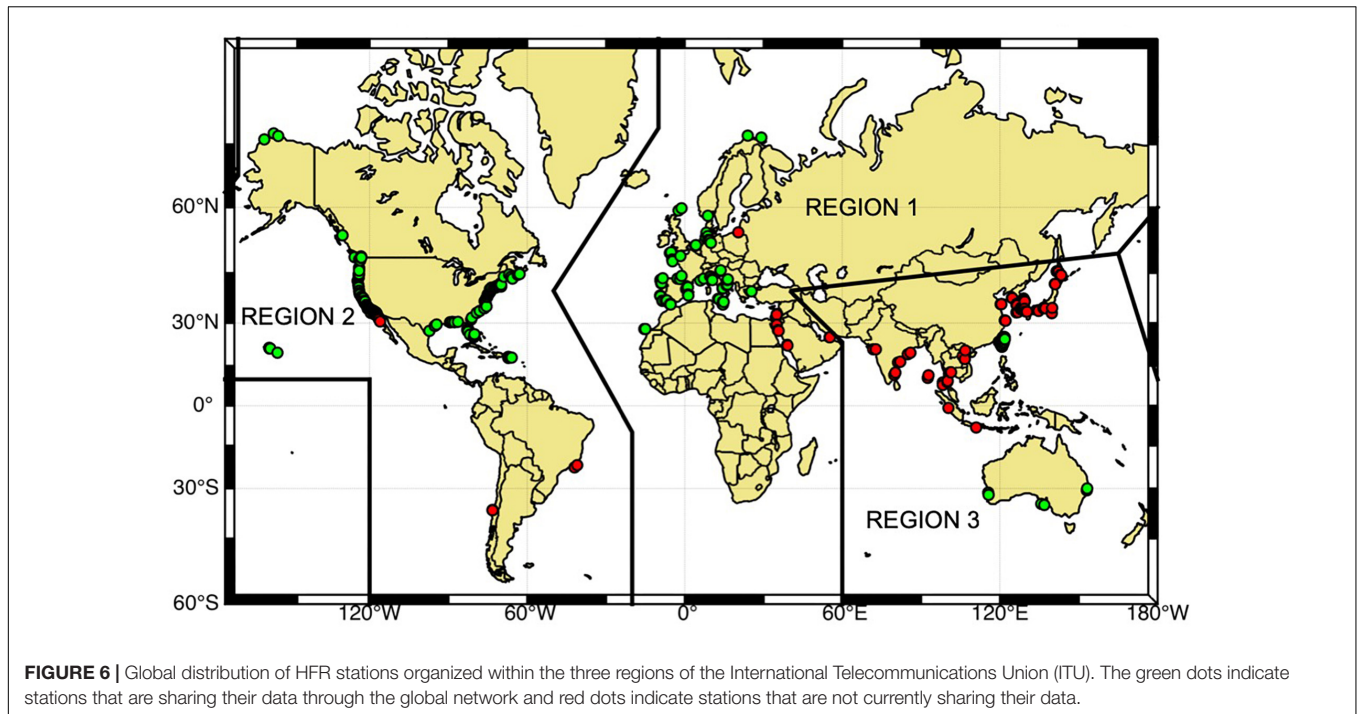 60°N
30°N
0°
30°S
60°S
REGION 1
REGION 2
REGION 3
120°W
60°W
0°
60°E
120°E
180°W
FIGURE 6 | Global distribution of HFR stations organized within the three regions of the International Telecommunications Union (ITU). The green dots indicate
stations that are sharing their data through the global network and red dots indicate stations that are not currently sharing their data.